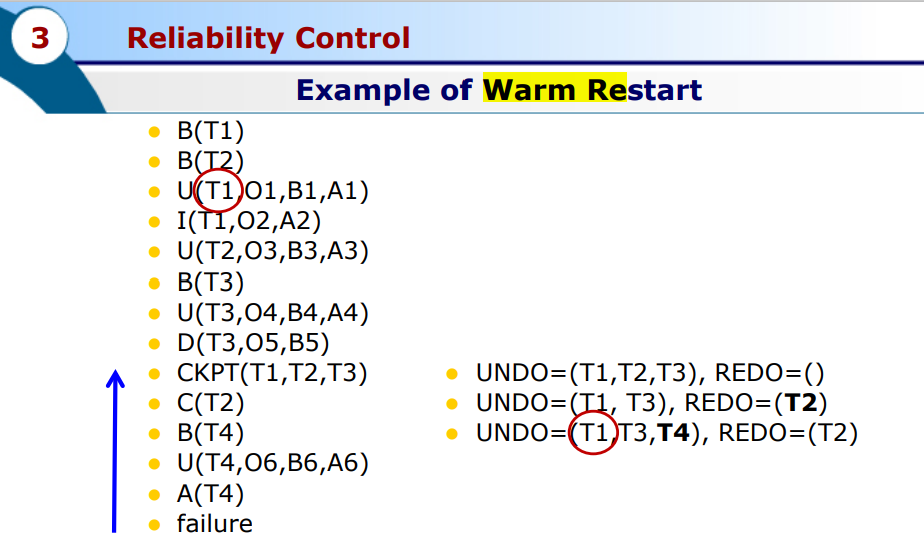 3
Reliability Control
Example of Warm Restart
B(T1)
B(T2)
U(T1,O1,B1,A1)
I(T1,O2,A2)
U(T2,O3,B3,A3)
B(T3)
U(T3,O4,B4,A4)
D(T3,O5,B5)
CKPT(T1,T2,T3)
C(T2)
B(T4)
U(T4,O6,B6,A6)
A(T4)
failure
UNDO=(T1,T2,T3), REDO=()
UNDO=(T1, T3), REDO=(T2)
UNDO=(T1,T3,T4), REDO=(T2)